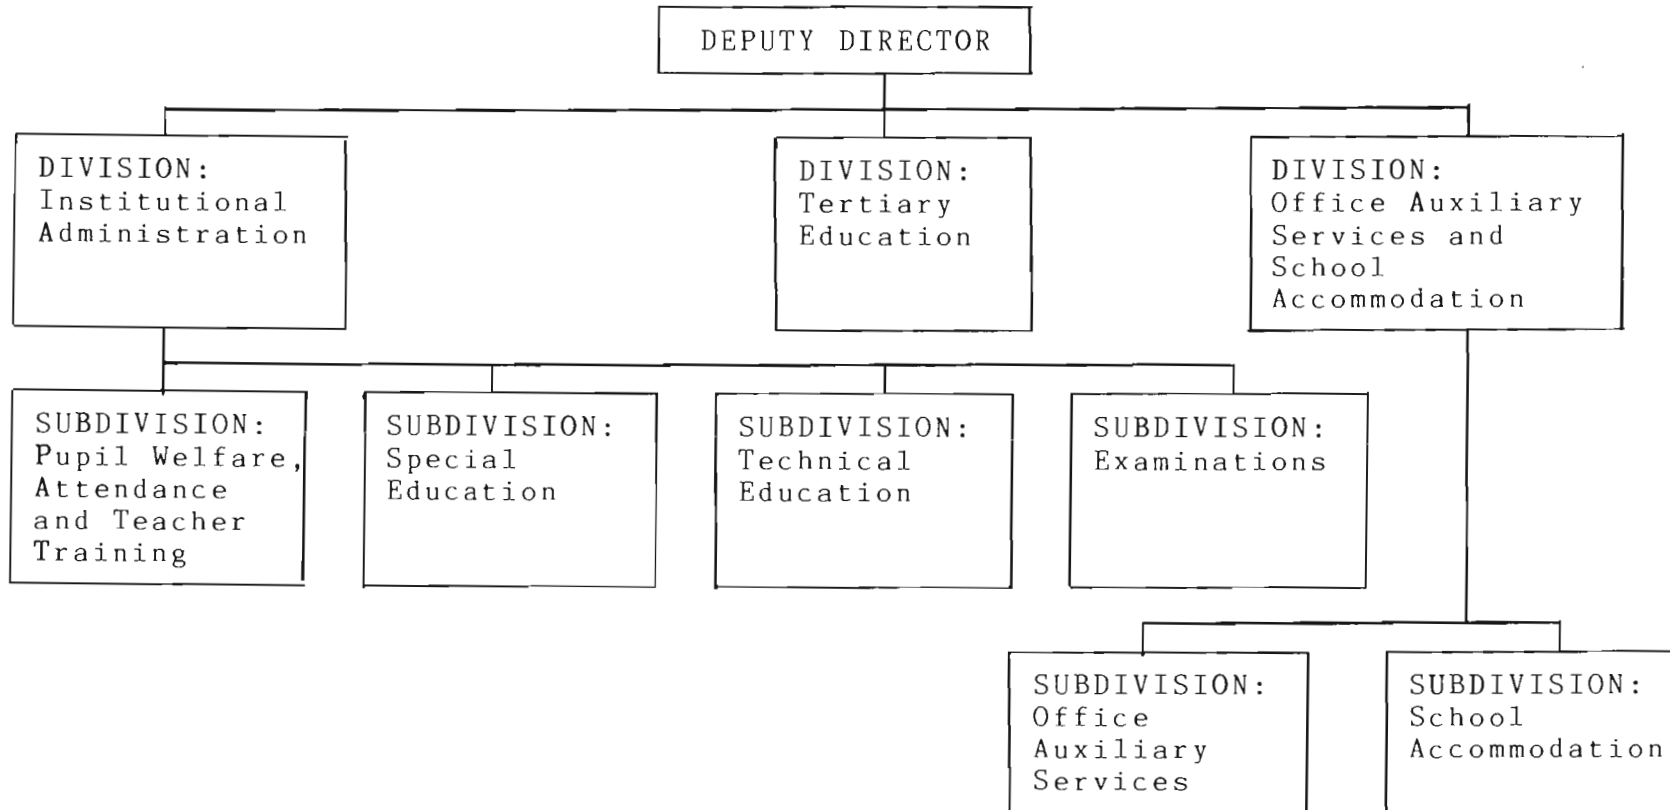 DEPUTY DIRECTOR
DIVISION:
Institutional
Administration
DIVISION:
Tertiary
Education
DIVISION:
Office Auxiliary
Services and
School
Accommodation
SUBDIVISION:
Pupil Welfare,
Attendance
and Teacher
Training
SUBDIVISION:
Special
Education
SUBDIVISION:
Technical
Education
SUBDIVISION:
Examinations
SUBDIVISION:
Office
Auxiliary
Services
SUBDIVISION:
School
Accommodation